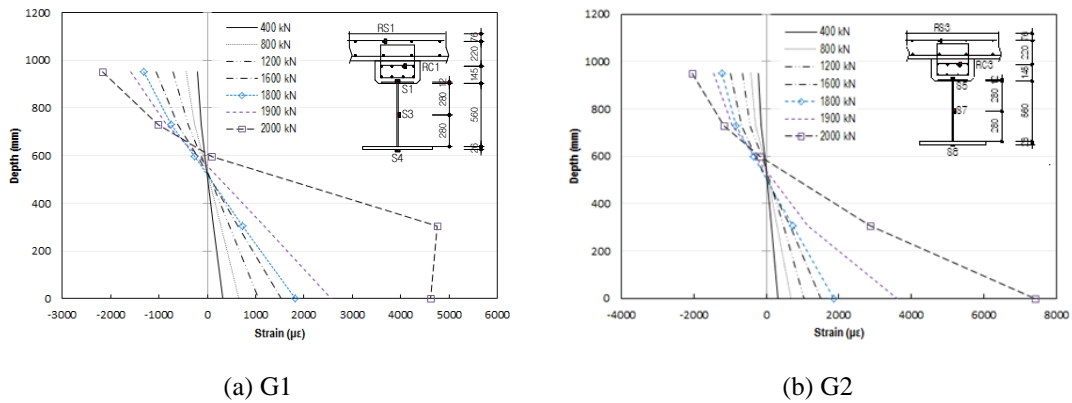 1200
1000
800
600
400
200
0
-3000 -2000 -1000 0 1000 2000 3000 4000 5000 6000
Depth (mm)
Strain (με)
400 kN
800 kN
1200 kN
1600 kN
1800 kN
1900 kN
2000 kN
RS1
RC1
S1
S3
S4
76
220
145
12
280
280
560
(a) G1
1200
1000
800
600
400
200
0
-4000 -2000 0 2000 4000 6000 8000
Depth (mm)
Strain (με)
400 kN
800 kN
1200 kN
1600 kN
1800 kN
1900 kN
2000 kN
RS3
RC3
S5
S7
220
280
(b) G2